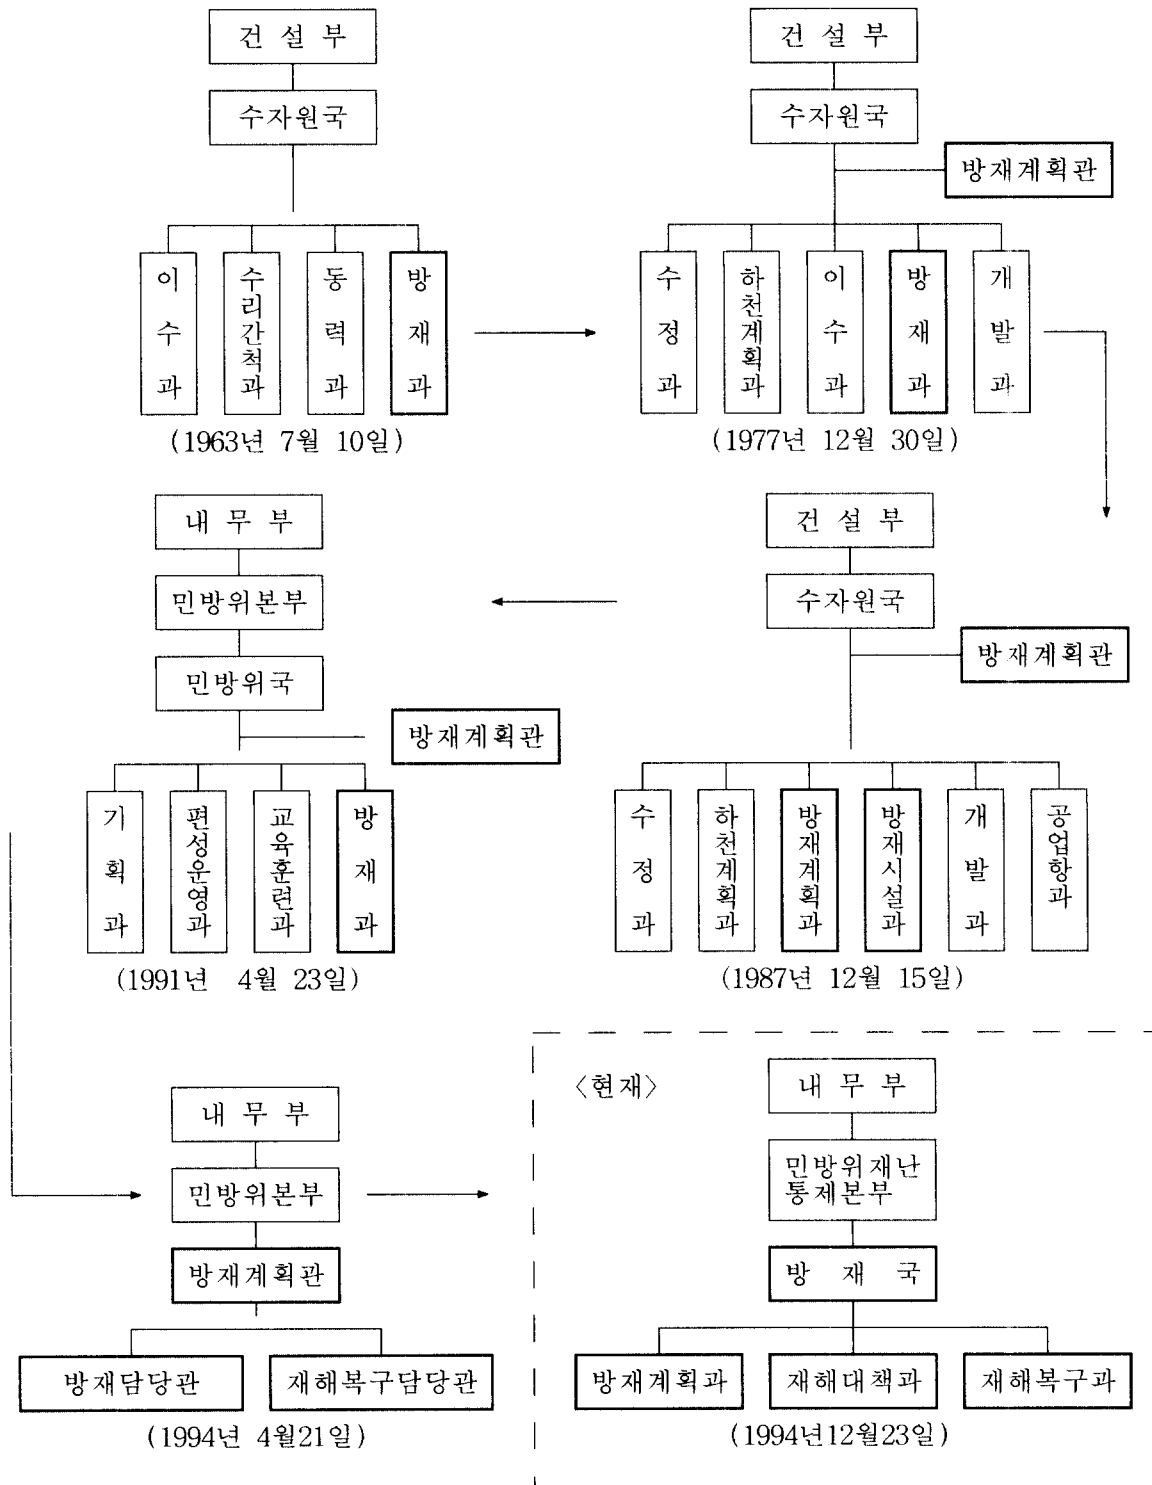 건 설 부
수자원국
이수과
수리간척과
동력과
방재과
(1963년 7월 10일)
건 설 부
수자원국
방재계획관
수정과
하천계획과
이수과
방재과
개발과
(1977년 12월 30일)
건 설 부
수자원국
방재계획관
수정과
하천계획과
방재계획과
방재시설과
개발과
공업항과
(1987년 12월 15일)
내 무 부
민방위본부
민방위국
방재계획관
기획과
편성운영과
교육훈련과
방재과
(1991년 4월 23일)
내 무 부
민방위본부
방재계획관
방재담당관
재해복구담당관
(1994년 4월21일)
〈현재〉
내 무 부
민방위재난
통제본부
방 재 국
방재계획과
재해대책과
재해복구과
(1994년12월23일)